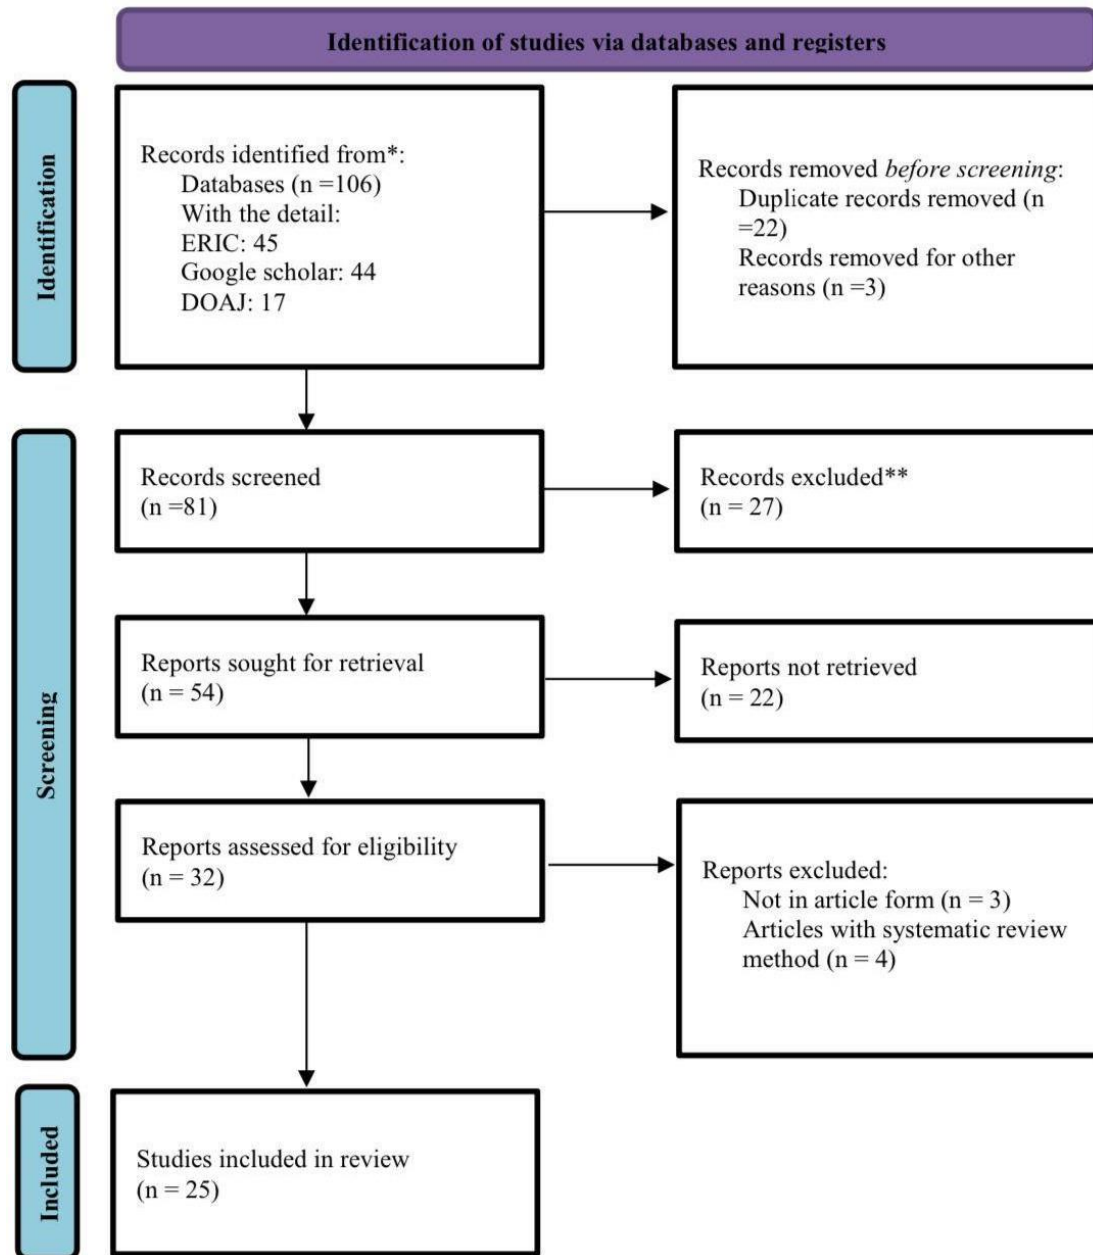 Identification of studies via databases and registers
Identification
Records identified from*:
Databases (n =106)
With the detail:
ERIC: 45
Google scholar: 44
DOAJ: 17
Records removed before screening:
Duplicate records removed (n
=22)
Records removed for other
reasons (n =3)
Screening
Records screened
(n =81)
Records excluded**
(n = 27)
Reports sought for retrieval
(n = 54)
Reports not retrieved
(n = 22)
Reports assessed for eligibility
(n = 32)
Reports excluded:
Not in article form (n = 3)
Articles with systematic review
method (n = 4)
Included
Studies included in review
(n = 25)